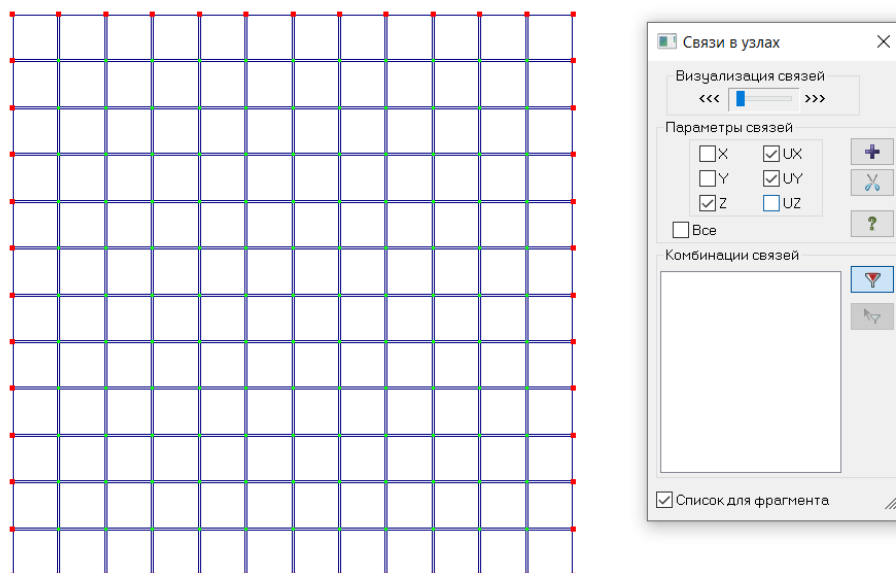 Связи в узлах
Визуализация связей
<<< >>>
Параметры связей
X UX
Y UY
Z UZ
Все
Комбинации связей
Список для фрагмента